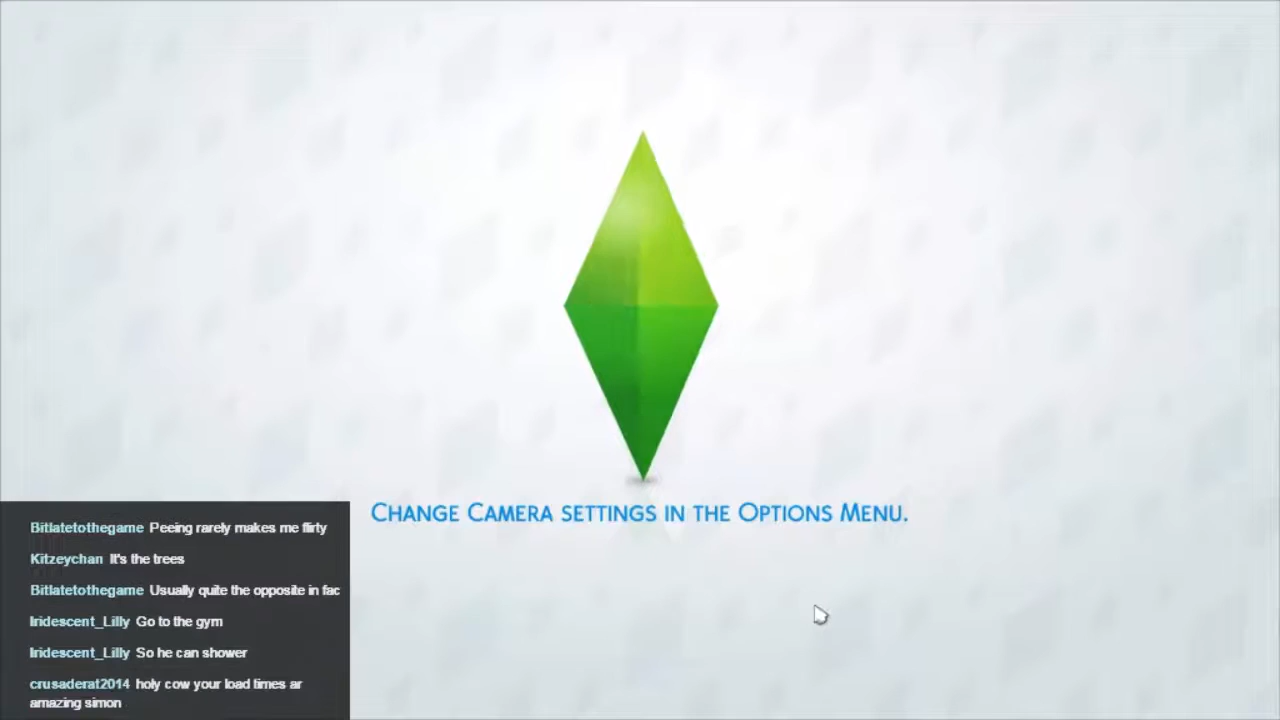 Change Camera settings in the Options Menu.
Bitlatetothegame Peeing rarely makes me flirty
Kitzeychan It's the trees
Bitlatetothegame Usually quite the opposite in fac
Iridescent_Lilly Go to the gym
Iridescent_Lilly So he can shower
crusaderat2014 holy cow your load times ar
amazing simon